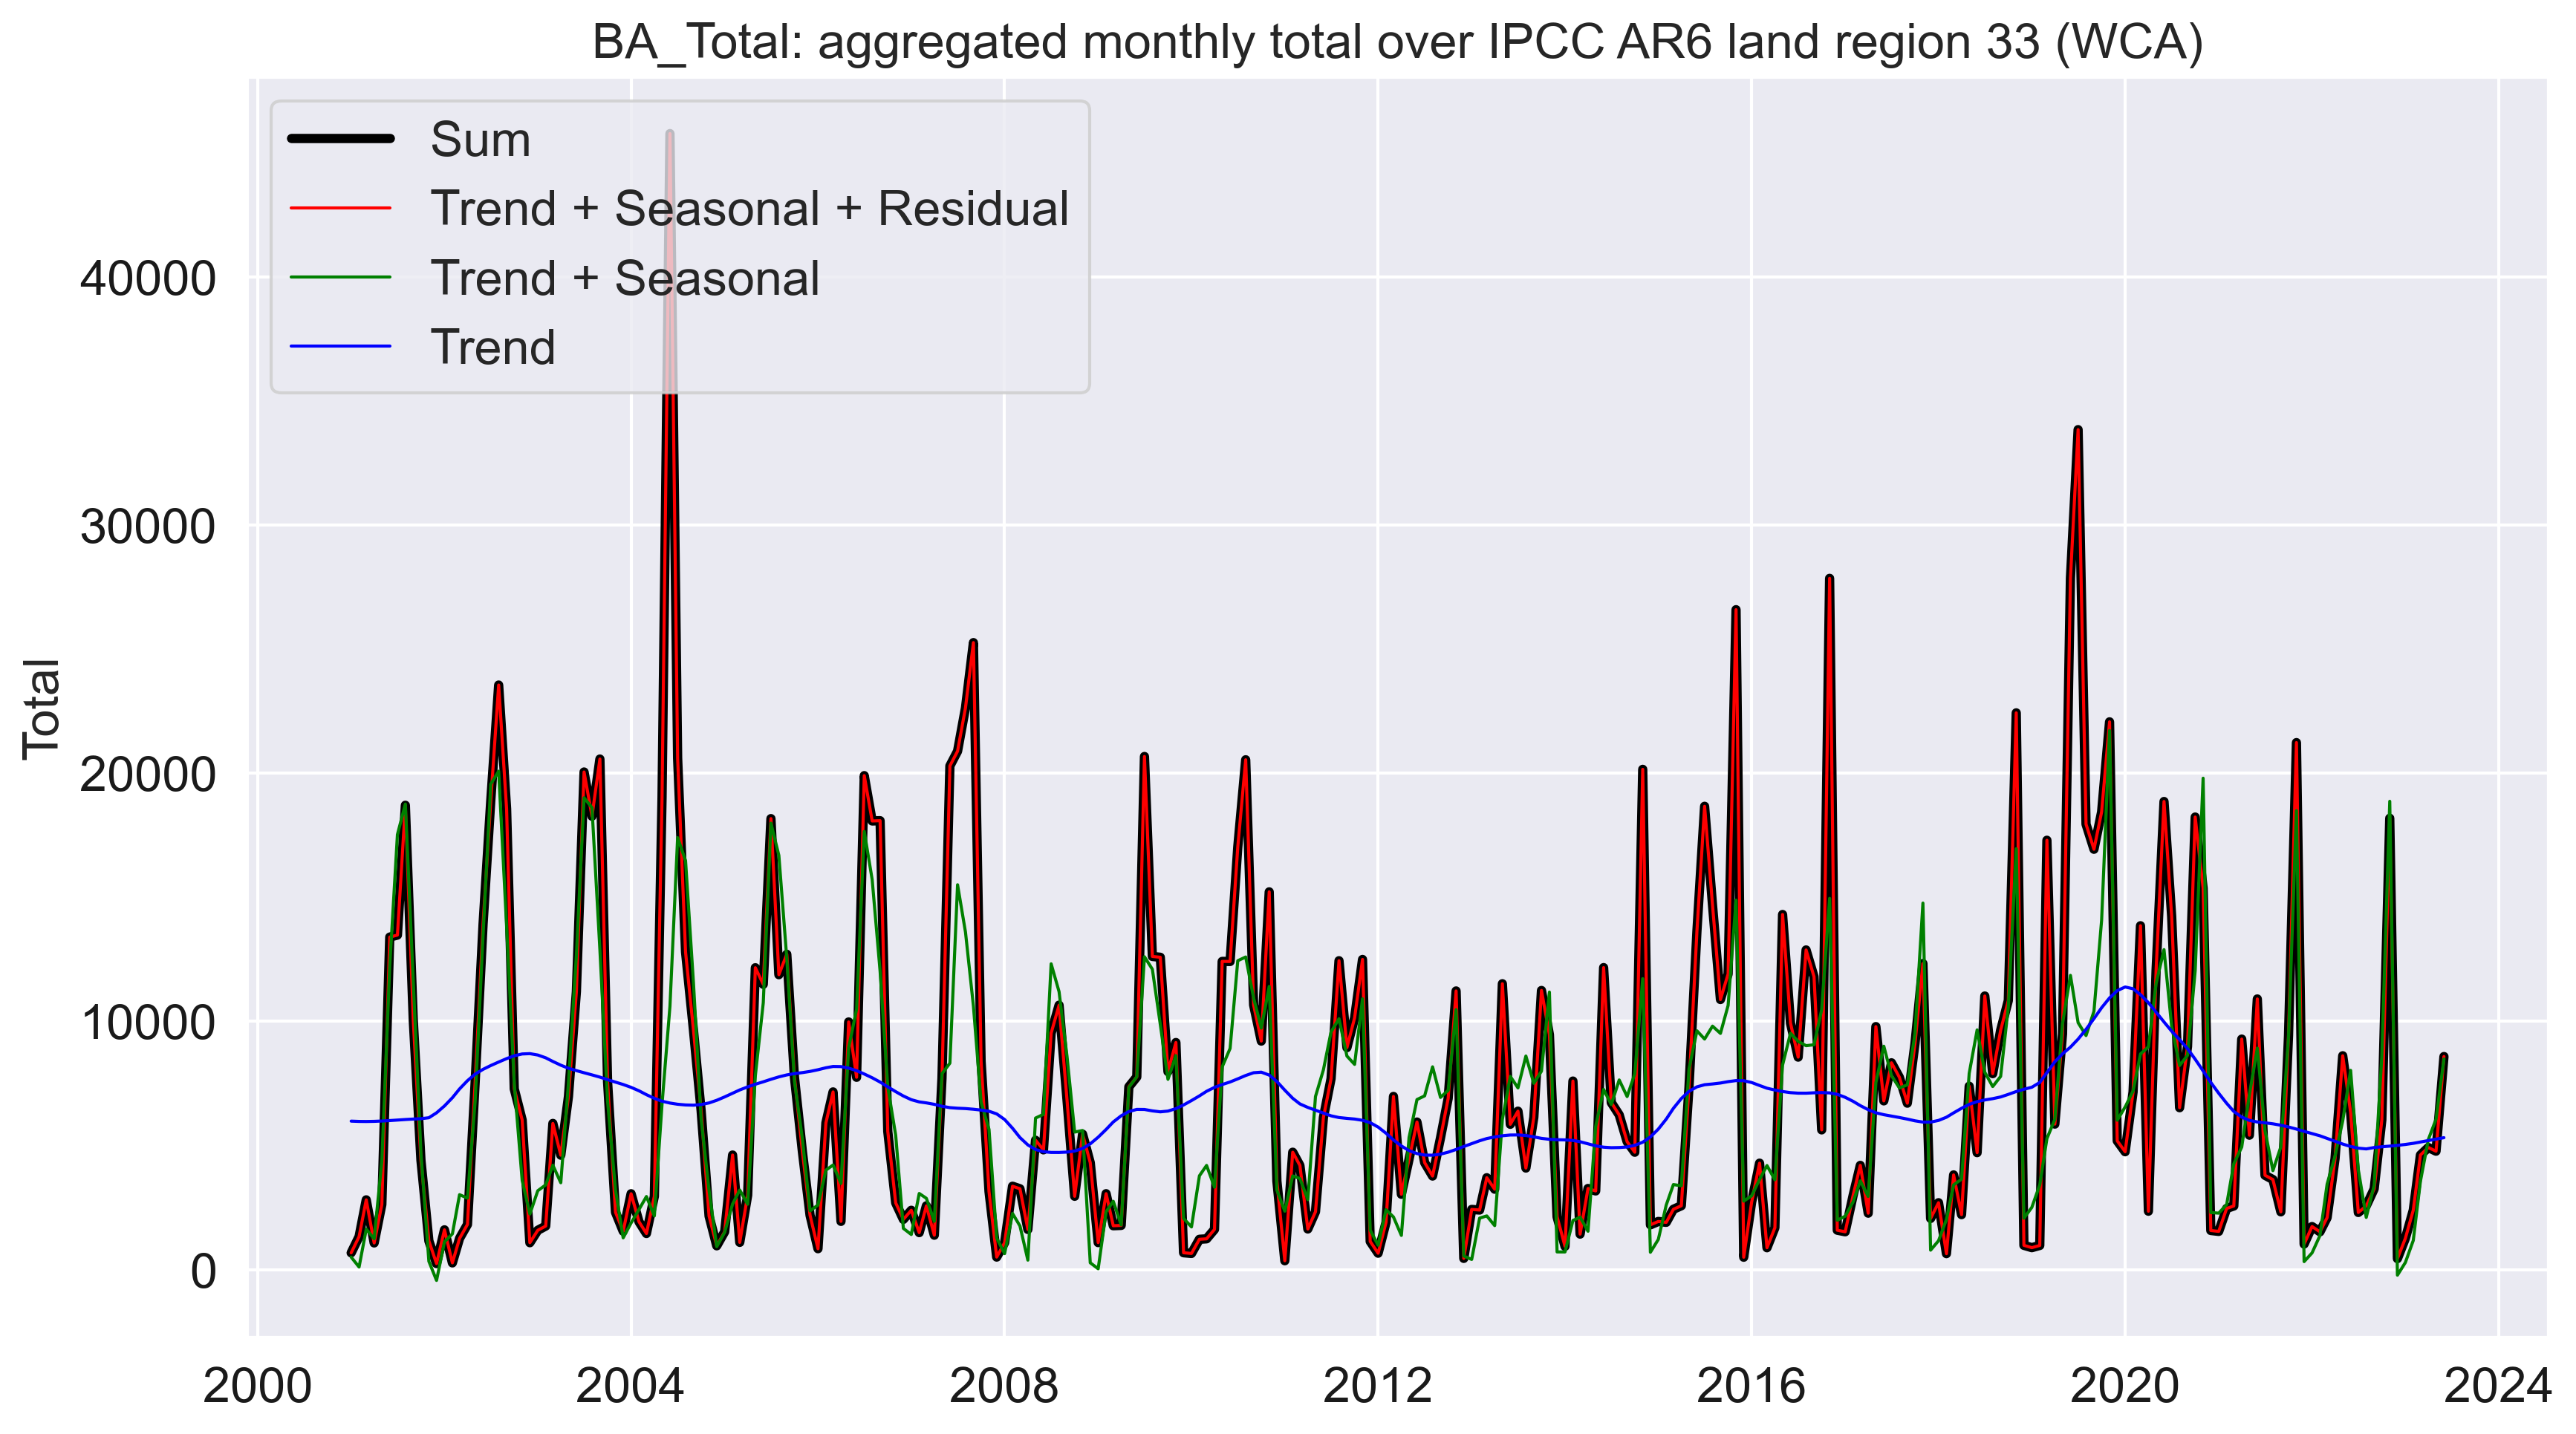 BA_Total: aggregated monthly total over IPCC AR6 land region 33 (WCA)
Sum
Trend + Seasonal + Residual
Trend + Seasonal
Trend
Total
40000
30000
20000
10000
0
2000 2004 2008 2012 2016 2020 2024